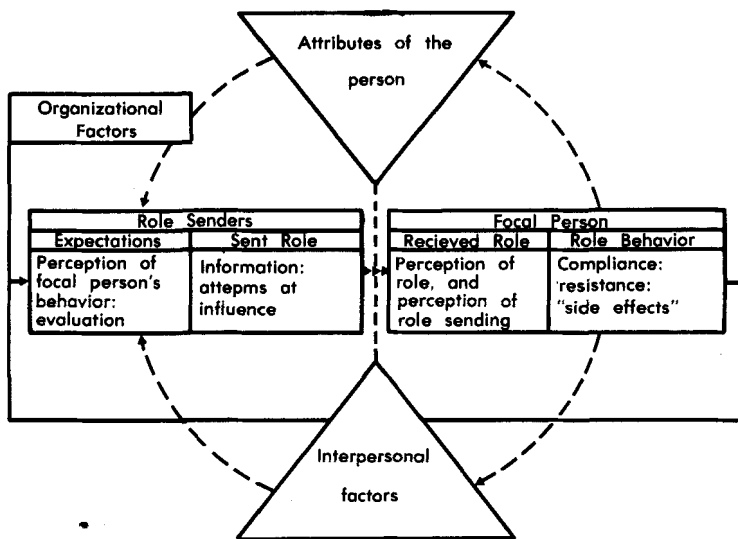 Attributes of the
person
Organizational
Factors
Role Senders
Expectations
Sent Role
Perception of
focal person's
behavior:
evaluation
Information:
attepms at
influence
Focal Person
Recieved Role
Role Behavior
Perception of
role, and
perception of
role sending
Compliance:
resistance:
"side effects"
Interpersonal
factors